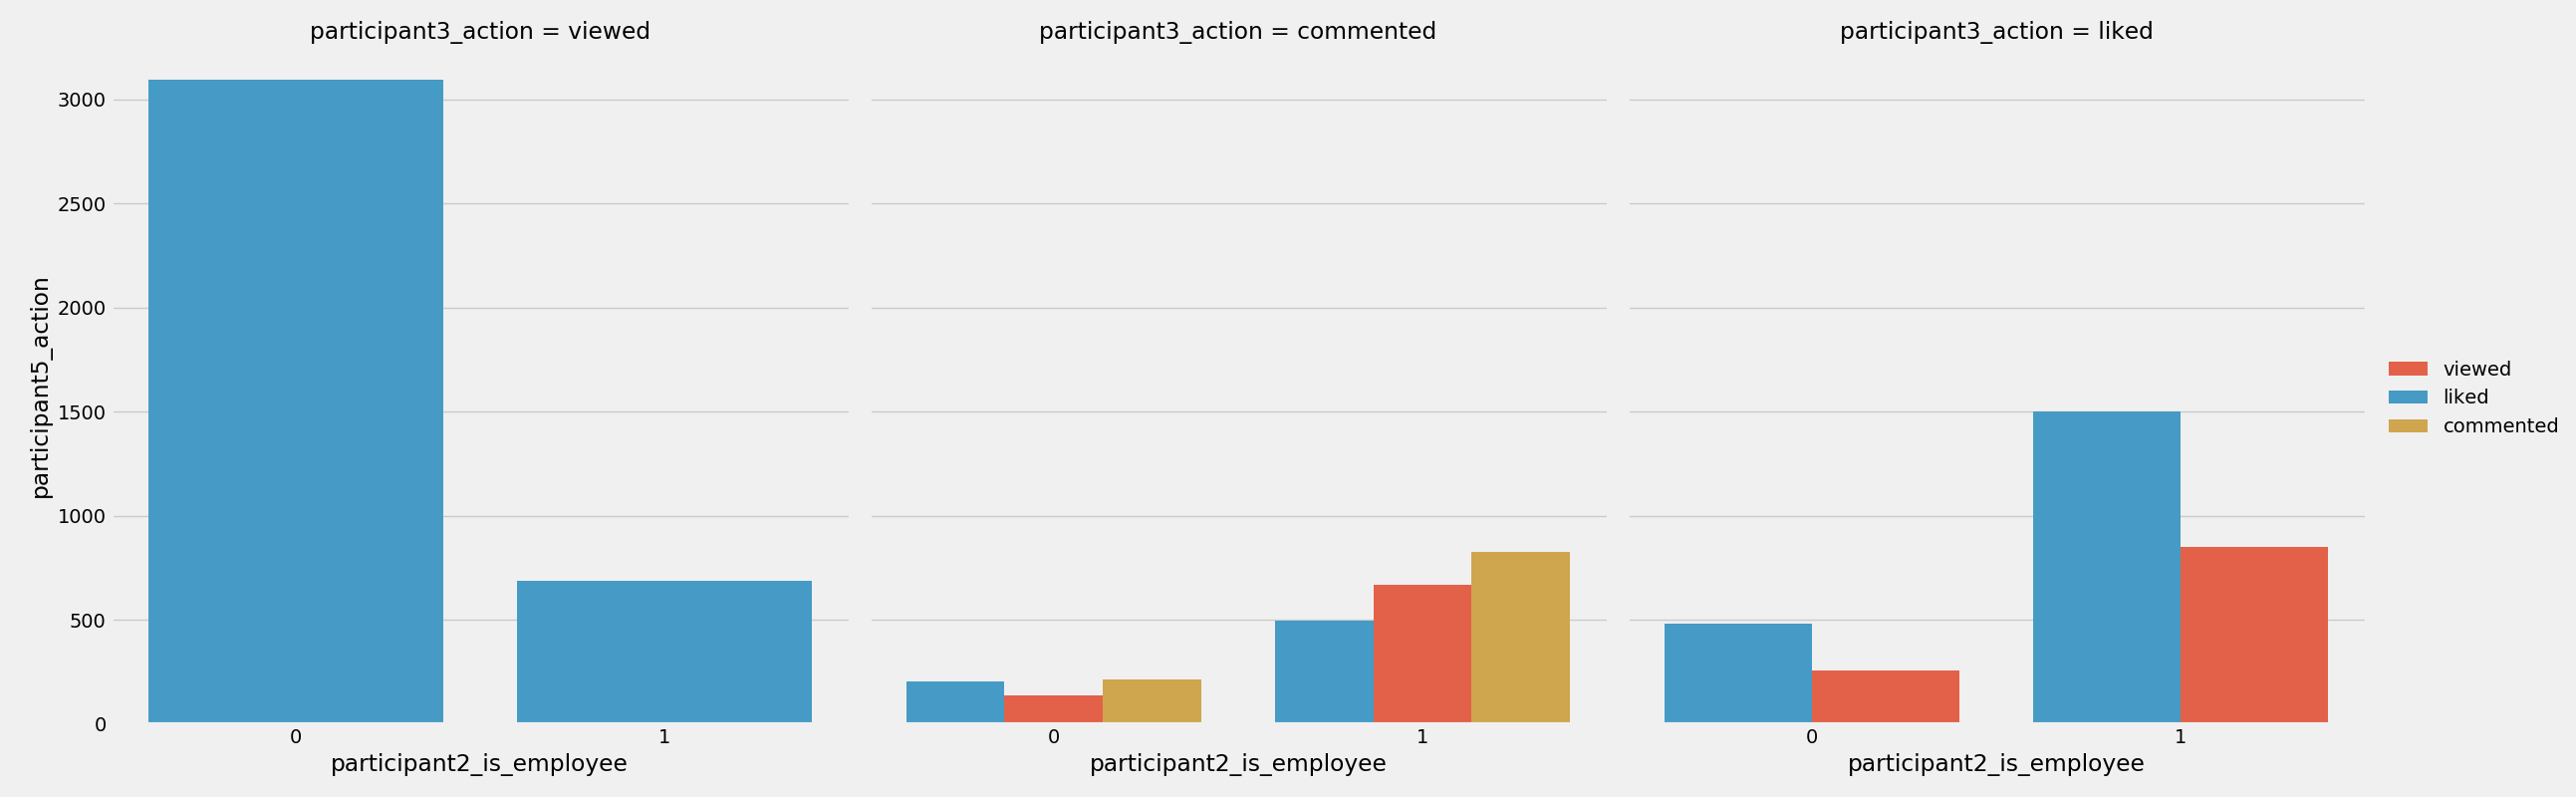 participant3_action = viewed
participant3_action = commented
participant3_action = liked
participant5_action
3000
2500
2000
1500
1000
500
0
0
1
0
1
0
1
participant2_is_employee
participant2_is_employee
participant2_is_employee
viewed
liked
commented